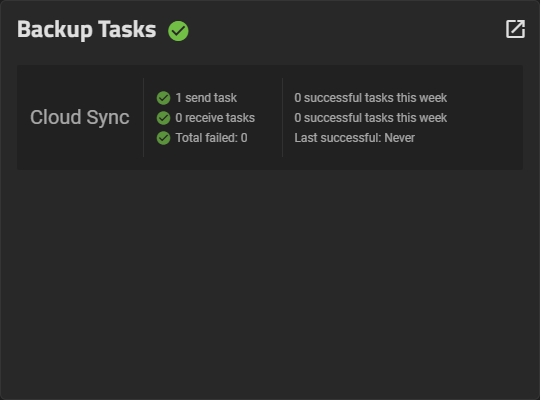 Backup Tasks
Cloud Sync
1 send task
0 receive tasks
Total failed: 0
0 successful tasks this week
0 successful tasks this week
Last successful: Never